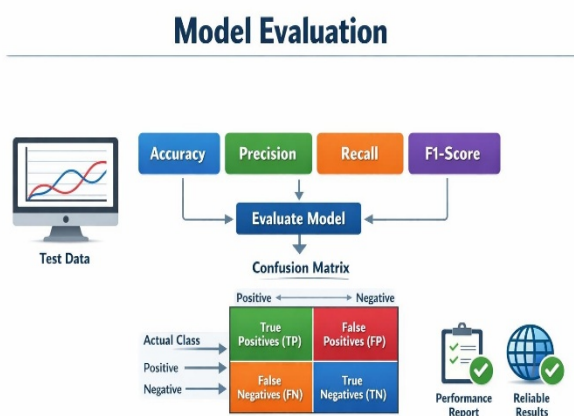 Model Evaluation
Accuracy
Precision
Recall
F1-Score
Test Data
Evaluate Model
Confusion Matrix
Positive
Negative
Actual Class
Positive
Negative
True
Positives (TP)
False
Positives (FP)
False
Negatives (FN)
True
Negatives (TN)
Performance
Report
Reliable
Results